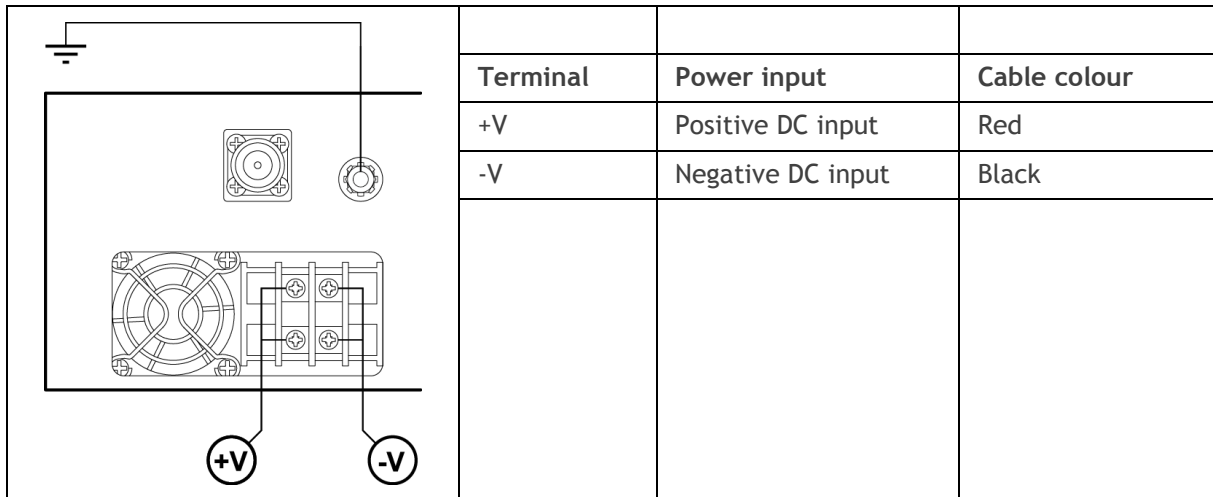 Terminal Power input Cable colour
+V Positive DC input Red
-V Negative DC input Black
+V -V